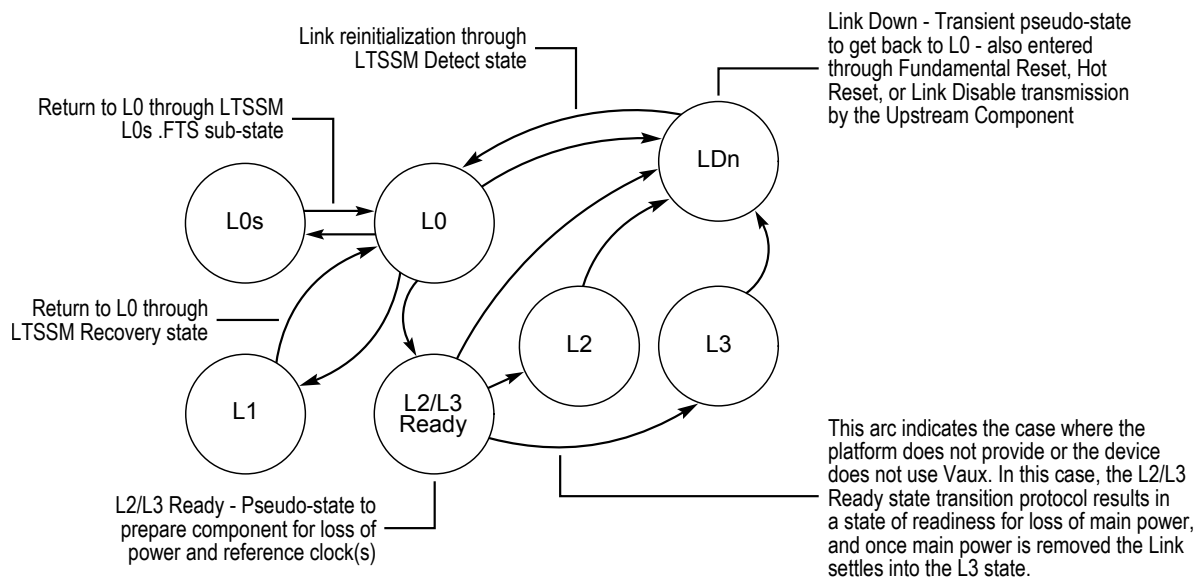 Link reinitialization through
LTSSM Detect state
Link Down - Transient pseudo-state
to get back to L0 - also entered
through Fundamental Reset, Hot
Reset, or Link Disable transmission
by the Upstream Component
Return to L0 through LTSSM
L0s .FTS sub-state
LDn
L0s
L0
Return to L0 through
LTSSM Recovery state
L2
L3
L1
L2/L3
Ready
This arc indicates the case where the
platform does not provide or the device
does not use Vaux. In this case, the L2/L3
Ready state transition protocol results in
a state of readiness for loss of main power,
and once main power is removed the Link
settles into the L3 state.
L2/L3 Ready - Pseudo-state to
prepare component for loss of
power and reference clock(s)